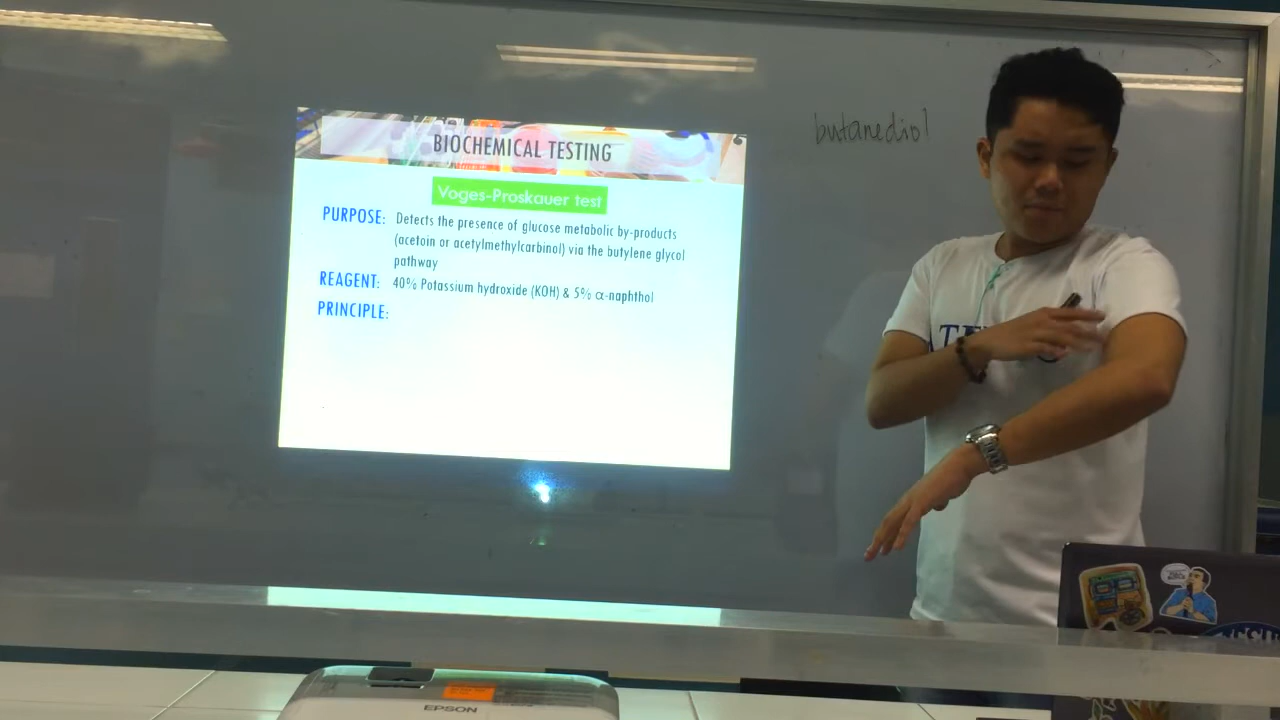 BIOCHEMICAL TESTING
butanediol
Voges-Proskauer test
PURPOSE: Detects the presence of glucose metabolic by-products
(acetoin or acetylmethylcarbinol) via the butylene glycol
pathway
REAGENT: 40% Potassium hydroxide (KOH) & 5% α-naphthol
PRINCIPLE:
EPSON